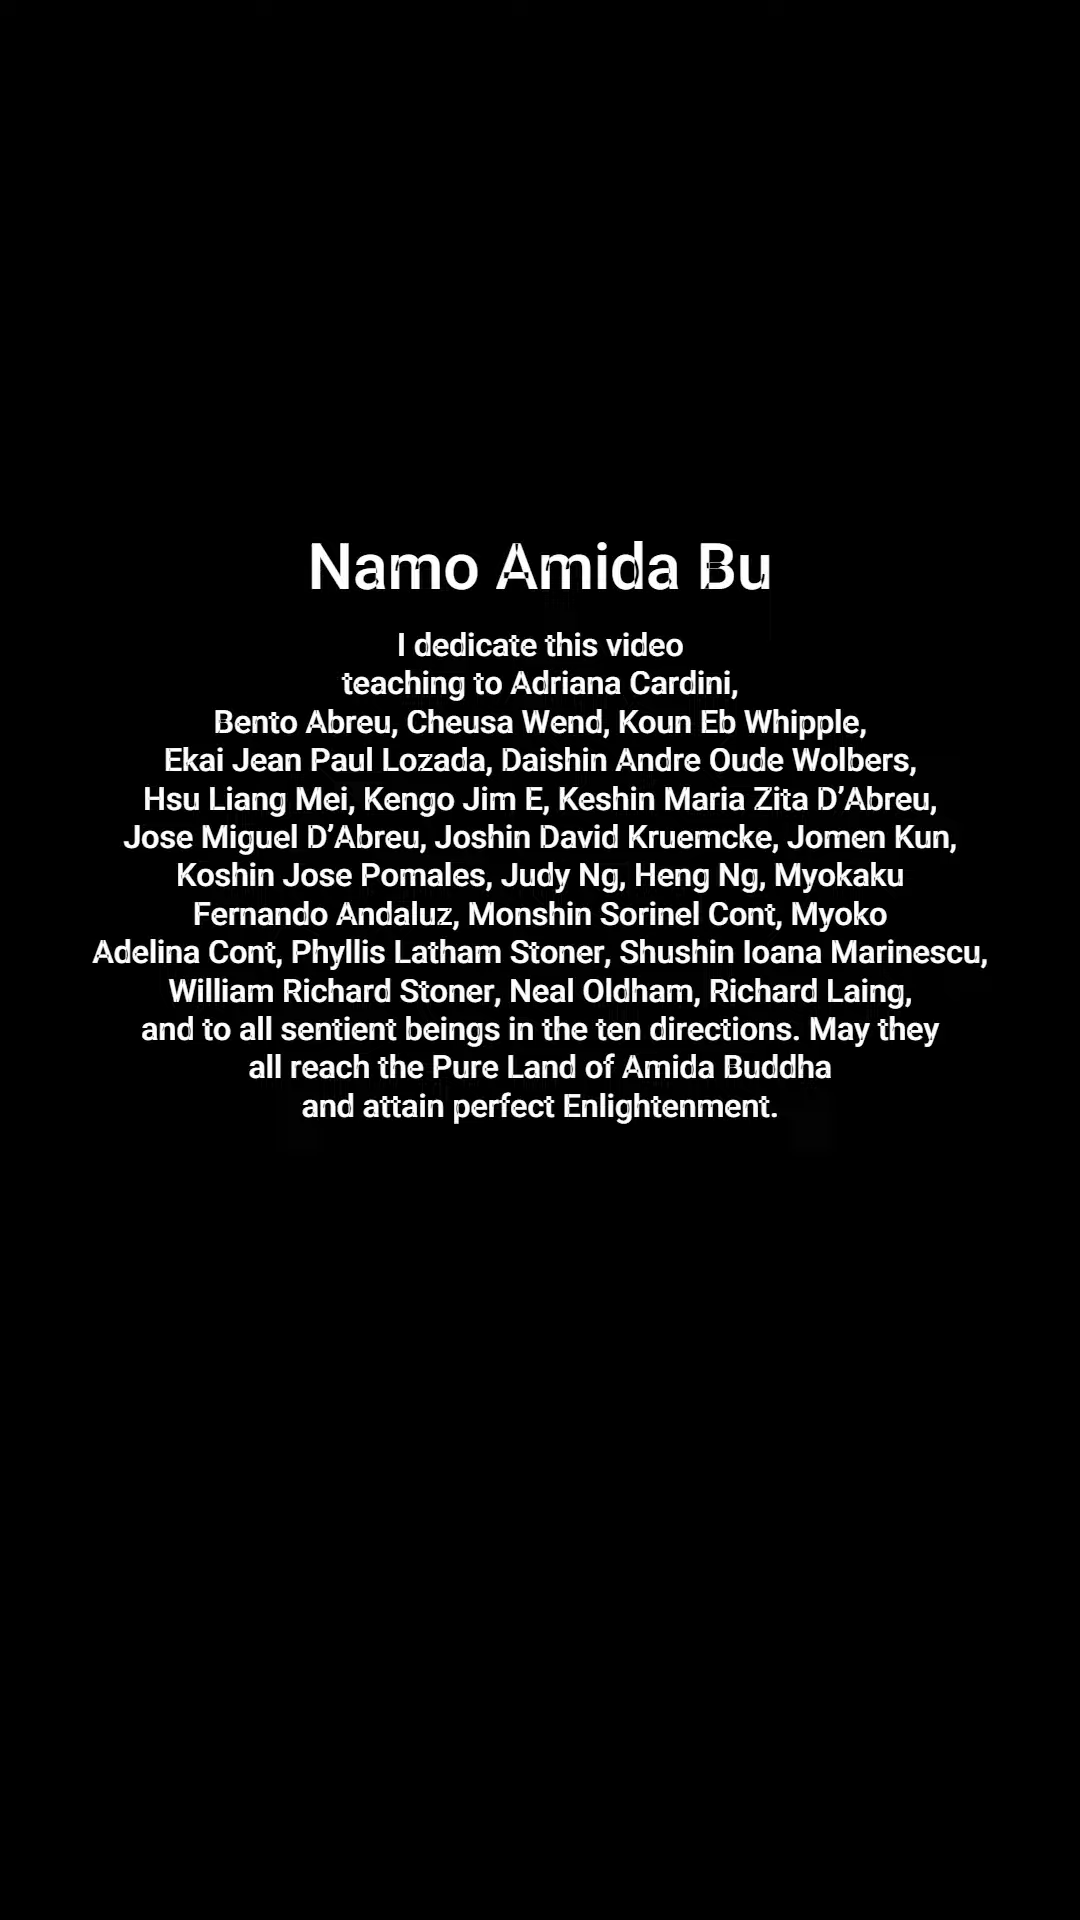 Namo Amida Bu
I dedicate this video
teaching to Adriana Cardini,
Bento Abreu, Cheusa Wend, Koun Eb Whipple,
Ekai Jean Paul Lozada, Daishin Andre Oude Wolbers,
Hsu Liang Mei, Kengo Jim E, Keshin Maria Zita D’Abreu,
Jose Miguel D’Abreu, Joshin David Kruemcke, Jomen Kun,
Koshin Jose Pomales, Judy Ng, Heng Ng, Myokaku
Fernando Andaluz, Monshin Sorinel Cont, Myoko
Adelina Cont, Phyllis Latham Stoner, Shushin Ioana Marinescu,
William Richard Stoner, Neal Oldham, Richard Laing,
and to all sentient beings in the ten directions. May they
all reach the Pure Land of Amida Buddha
and attain perfect Enlightenment.